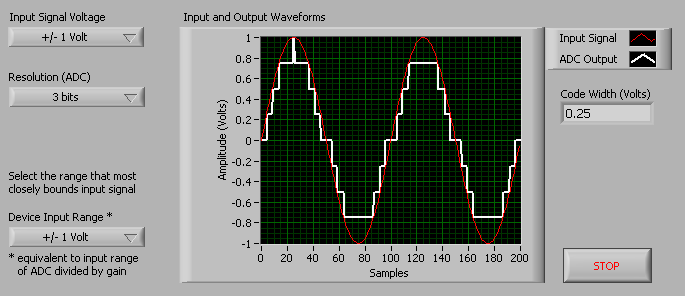 Input Signal Voltage
+/- 1 Volt
Resolution (ADC)
3 bits
Select the range that most
closely bounds input signal
Device Input Range *
+/- 1 Volt
* equivalent to input range
of ADC divided by gain
Input and Output Waveforms
Amplitude (Volts)
1
0.8
0.6
0.4
0.2
0
-0.2
-0.4
-0.6
-0.8
-1
0 20 40 60 80 100 120 140 160 180 200
Samples
Input Signal
ADC Output
Code Width (Volts)
0.25
STOP